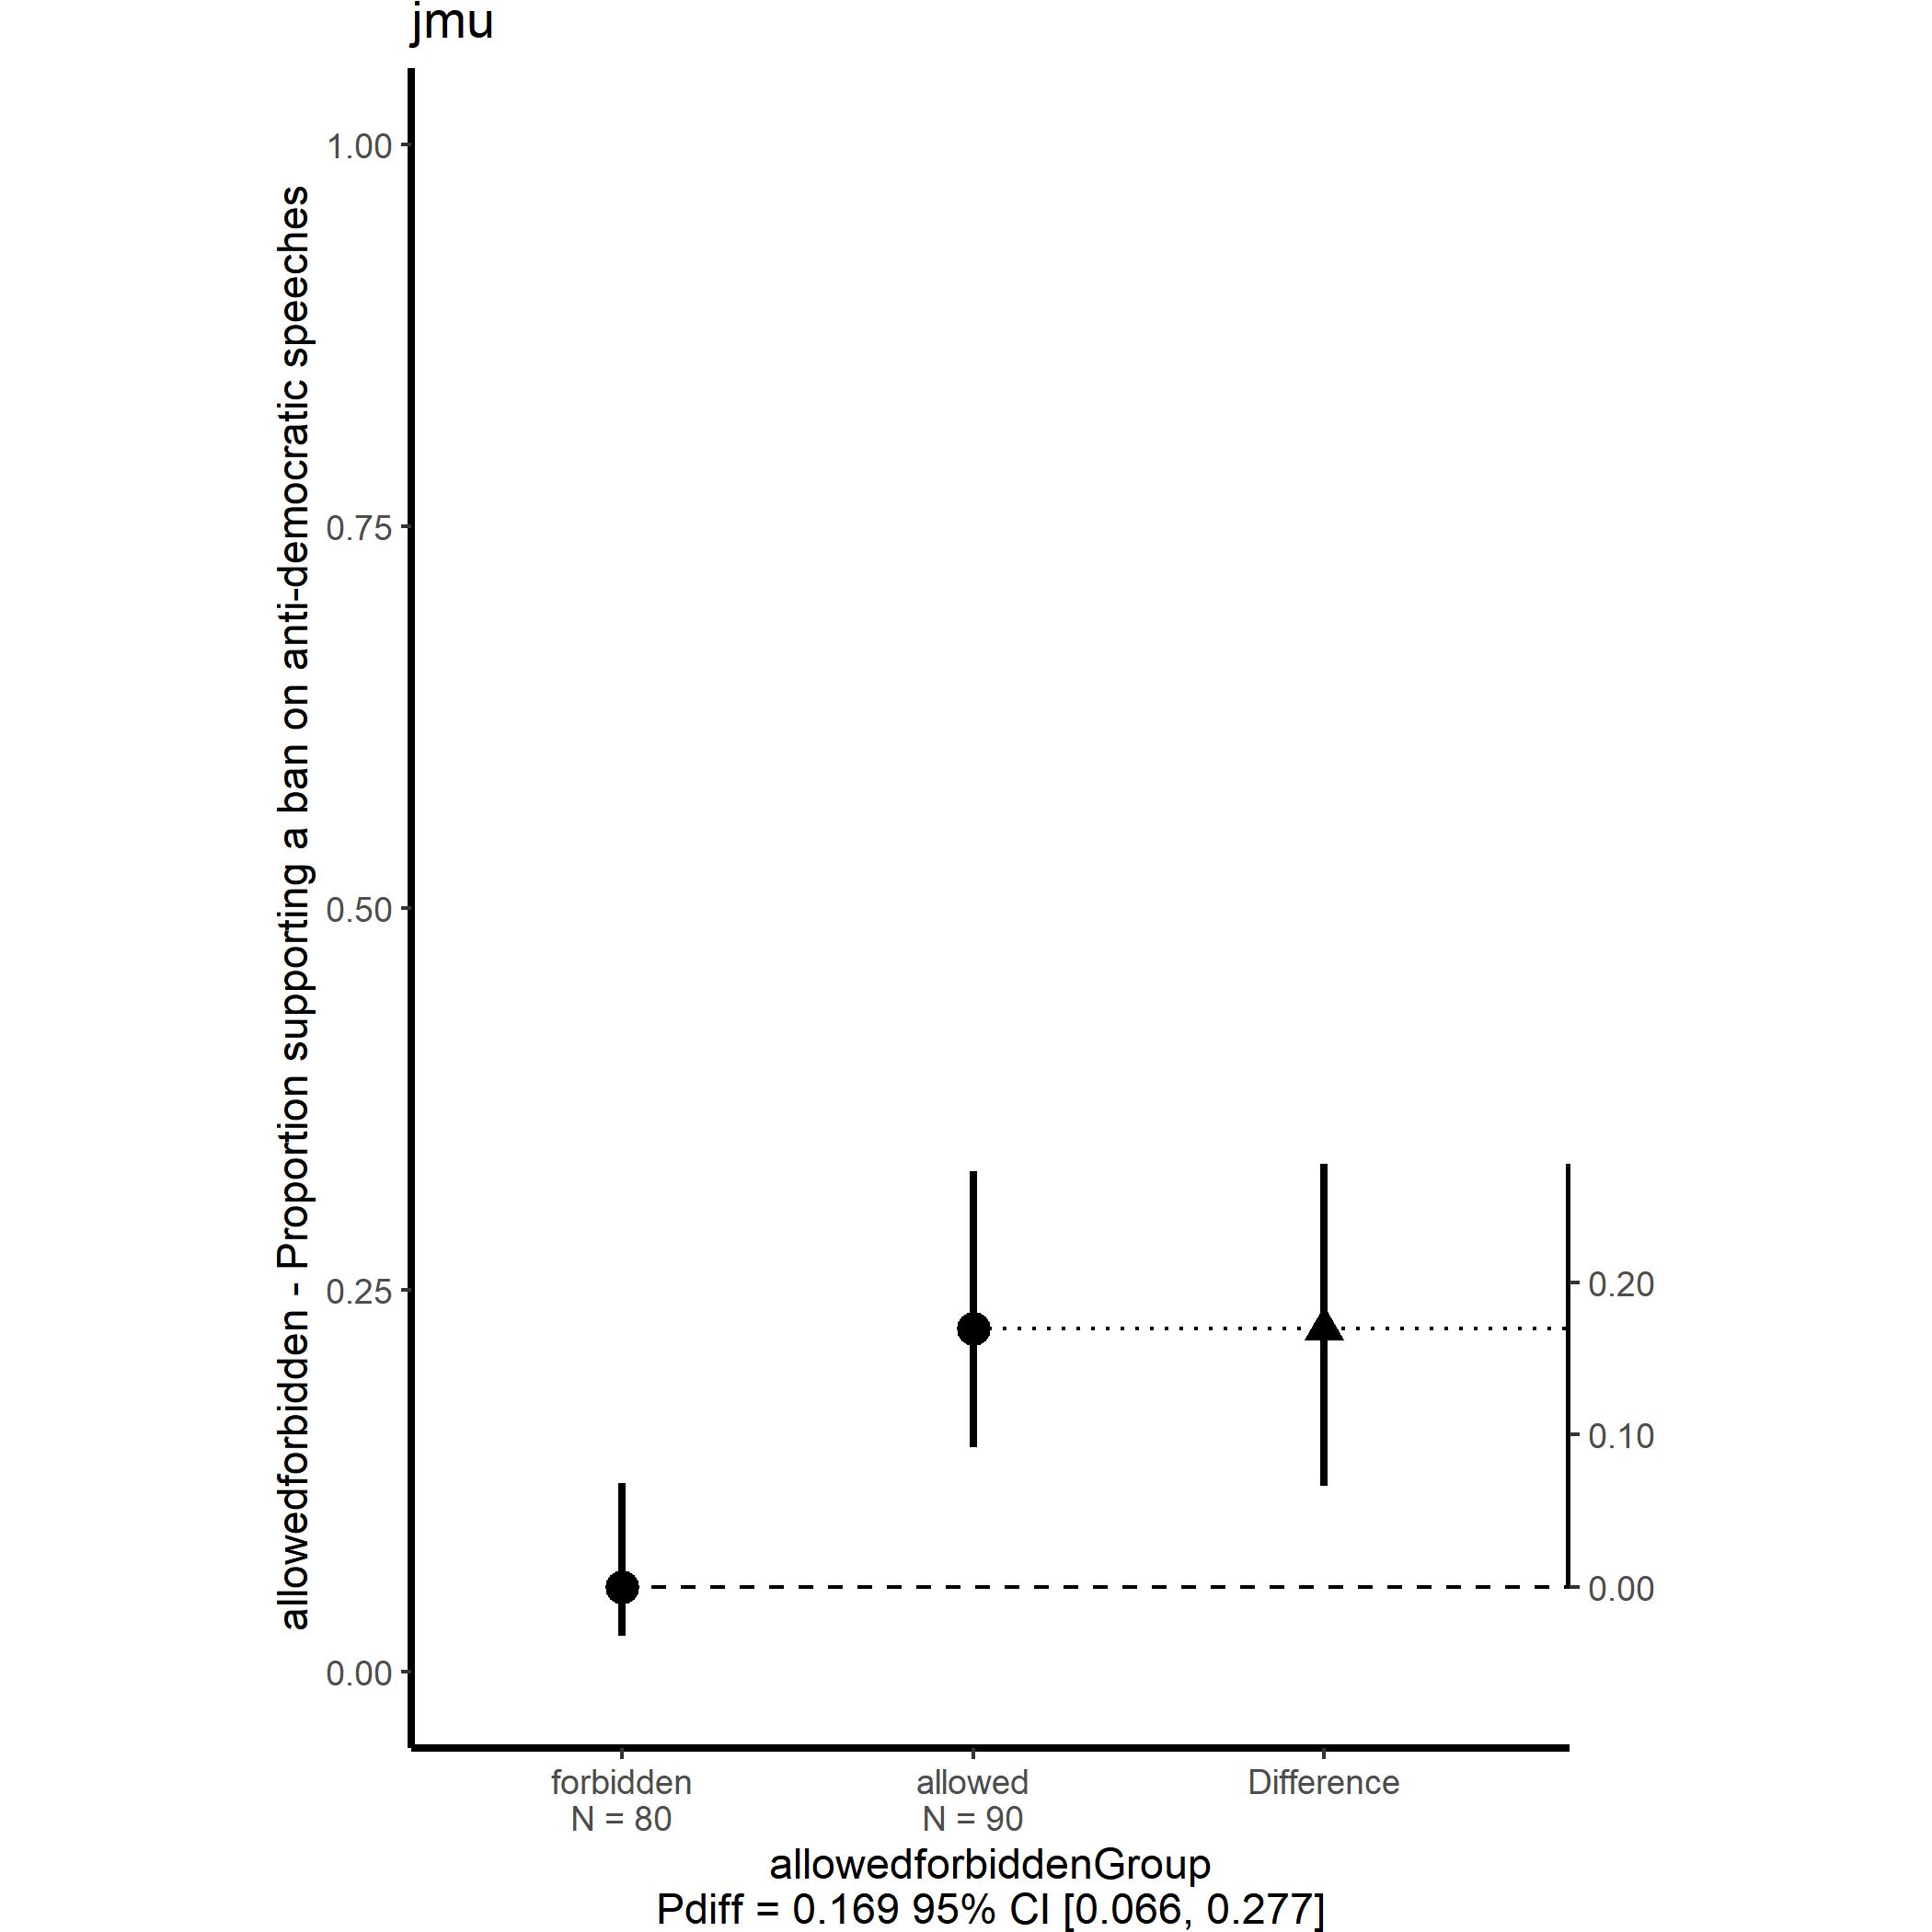 jmu
allowedforbidden - Proportion supporting a ban on anti-democratic speeches
1.00
0.75
0.50
0.25
0.00
0.20
0.10
0.00
forbidden
N = 80
allowed
N = 90
Difference
allowedforbiddenGroup
Pdiff = 0.169 95% CI [0.066, 0.277]